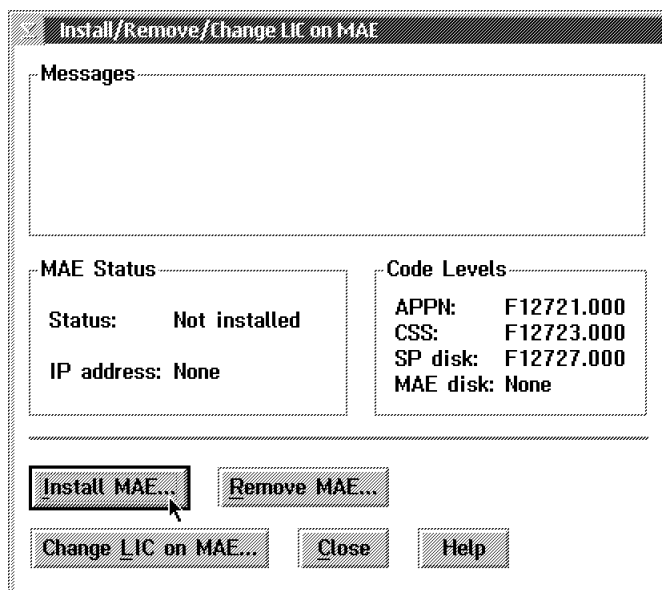 Install/Remove/Change LIC on MAE
Messages
MAE Status
Status: Not installed
IP address: None
Code Levels
APPN: F12721.000
CSS: F12723.000
SP disk: F12727.000
MAE disk: None
Install MAE...
Remove MAE...
Change LIC on MAE...
Close
Help